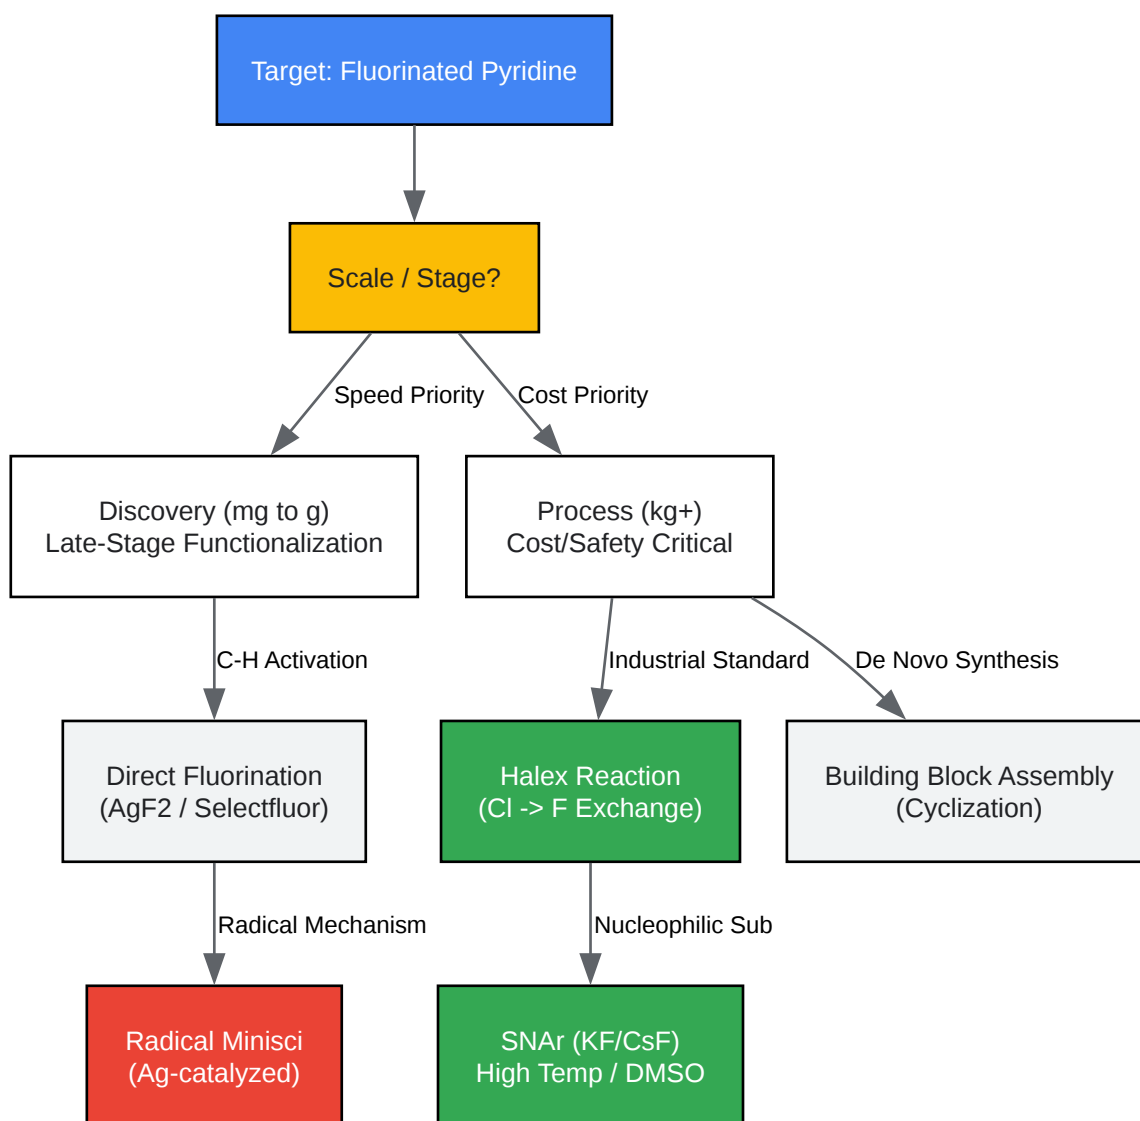 Target: Fluorinated Pyridine
Scale / Stage?
Speed Priority
Cost Priority
Discovery (mg to g)
Late-Stage Functionalization
Process (kg+)
Cost/Safety Critical
C-H Activation
Industrial Standard
De Novo Synthesis
Direct Fluorination
(AgF2 / Selectfluor)
Halex Reaction
(Cl -> F Exchange)
Building Block Assembly
(Cyclization)
Radical Mechanism
Nucleophilic Sub
Radical Minisci
(Ag-catalyzed)
SNAr (KF/CsF)
High Temp / DMSO